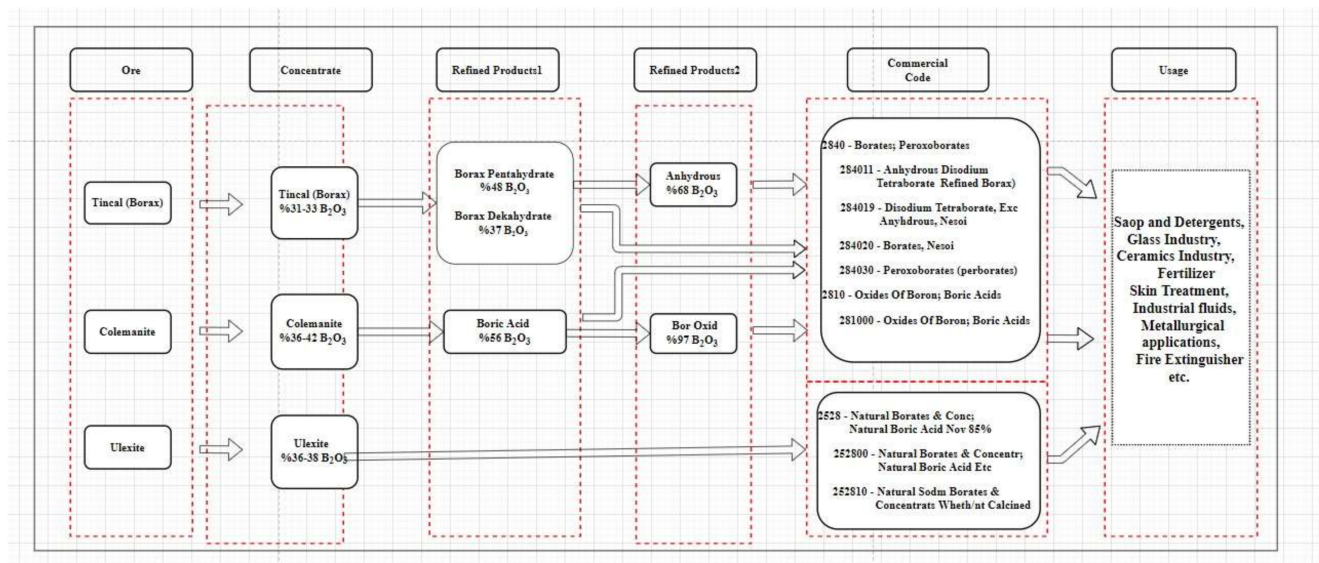 Ore
Concentrate
Refined Products1
Refined Products2
Commercial
Code
Usage
Tincal (Borax)
Colemanite
Ulexite
Tincal (Borax)
%31-33 B₂O₃
Colemanite
%36-42 B₂O₃
Ulexite
%36-38 B₂O₃
Borax Pentahydrate
%48 B₂O₃
Borax Dekahydrate
%37 B₂O₃
Boric Acid
%56 B₂O₃
Anhydrous
%68 B₂O₃
Bor Oxid
%97 B₂O₃
2840 - Borates; Peroxoborates
284011 - Anhydrous Disodium
Tetraborate Refined Borax)
284019 - Disodium Tetraborate, Exc
Anyhdrous, Nesoi
284020 - Borates, Nesoi
284030 - Peroxoborates (perborates)
2810 - Oxides Of Boron; Boric Acids
281000 - Oxides Of Boron; Boric Acids
2528 - Natural Borates & Conc;
Natural Boric Acid Nov 85%
252800 - Natural Borates & Concentr;
Natural Boric Acid Etc
252810 - Natural Sodm Borates &
Concentrats Wheth/nt Calcined
Saop and Detergents,
Glass Industry,
Ceramics Industry,
Fertilizer
Skin Treatment,
Industrial fluids,
Metallurgical
applications,
Fire Extinguisher
etc.